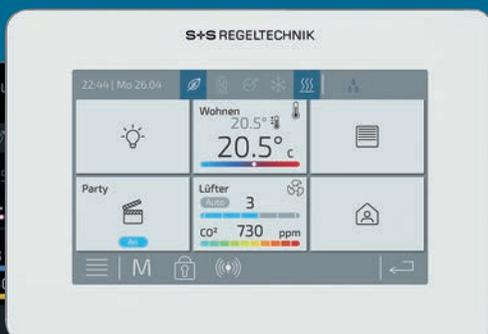 S+S REGELTECHNIK
22:44 | Mo 26.04
Wohnen
20.5°
20.5° c
Party
An
Lüfter
Auto 3
CO² 730 ppm
M